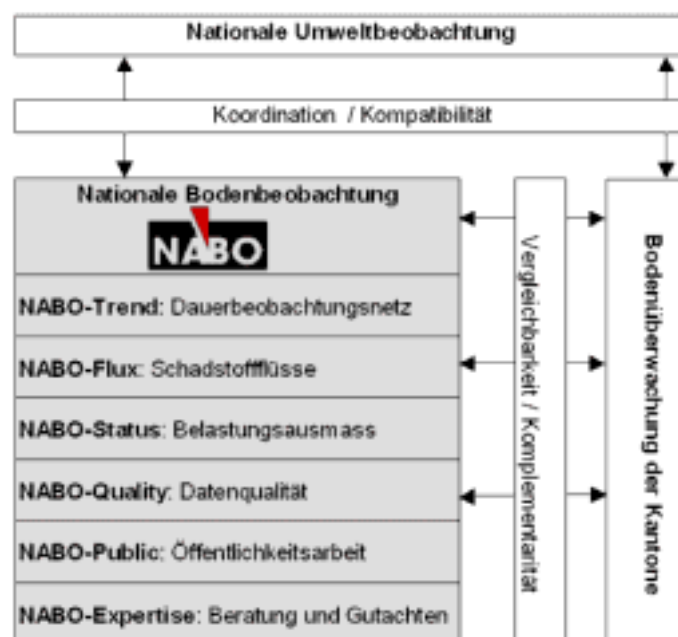 Nationale Umweltbeobachtung
Koordination / Kompatibilität
Nationale Bodenbeobachtung
NABO
NABO-Trend: Dauerbeobachtungsnetz
NABO-Flux: Schadstoffflüsse
NABO-Status: Belastungsausmass
NABO-Quality: Datenqualität
NABO-Public: Öffentlichkeitsarbeit
NABO-Expertise: Beratung und Gutachten
Vergleichbarkeit / Komplementarität
Bodenüberwachung der Kantone